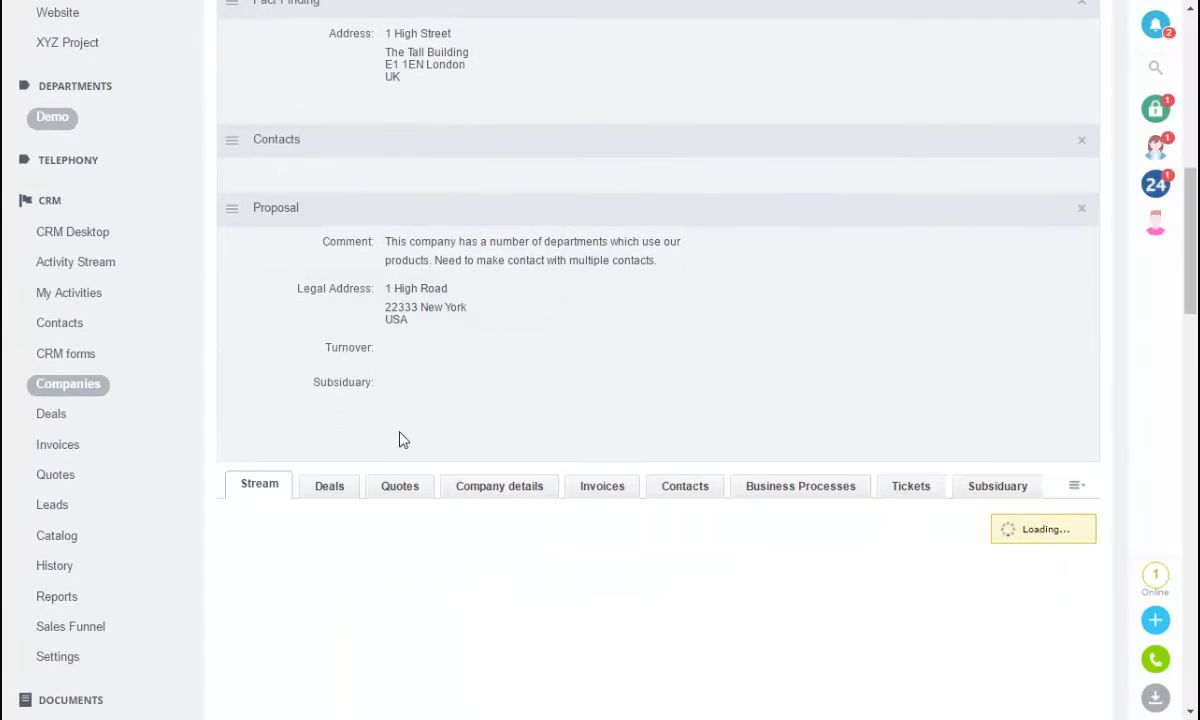 Website
XYZ Project
DEPARTMENTS
Demo
TELEPHONY
CRM
CRM Desktop
Activity Stream
My Activities
Contacts
CRM forms
Companies
Deals
Invoices
Quotes
Leads
Catalog
History
Reports
Sales Funnel
Settings
DOCUMENTS
Fact Finding
Address: 1 High Street
The Tall Building
E1 1EN London
UK
Contacts
Proposal
Comment: This company has a number of departments which use our
products. Need to make contact with multiple contacts.
Legal Address: 1 High Road
22333 New York
USA
Turnover:
Subsiduary:
Stream Deals Quotes Company details Invoices Contacts Business Processes Tickets Subsiduary
Loading...
2
1
1
24
1
1
Online